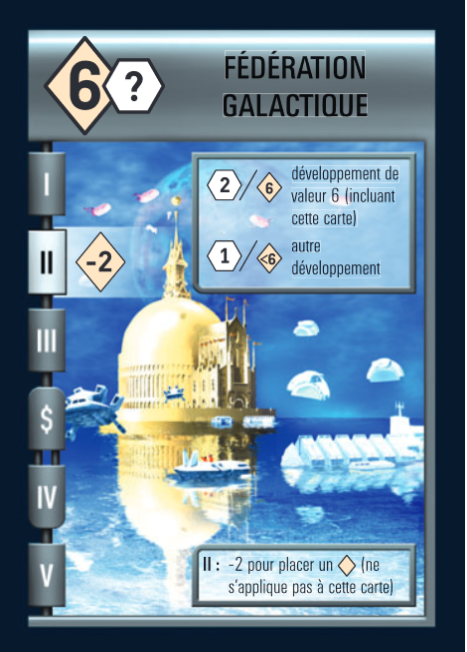 6 ?
FÉDÉRATION
GALACTIQUE
I
II
III
$
IV
V
-2
2 / 6 développement de
valeur 6 (incluant
cette carte)
1 / <6 autre
développement
II : -2 pour placer un (ne
s'applique pas à cette carte)